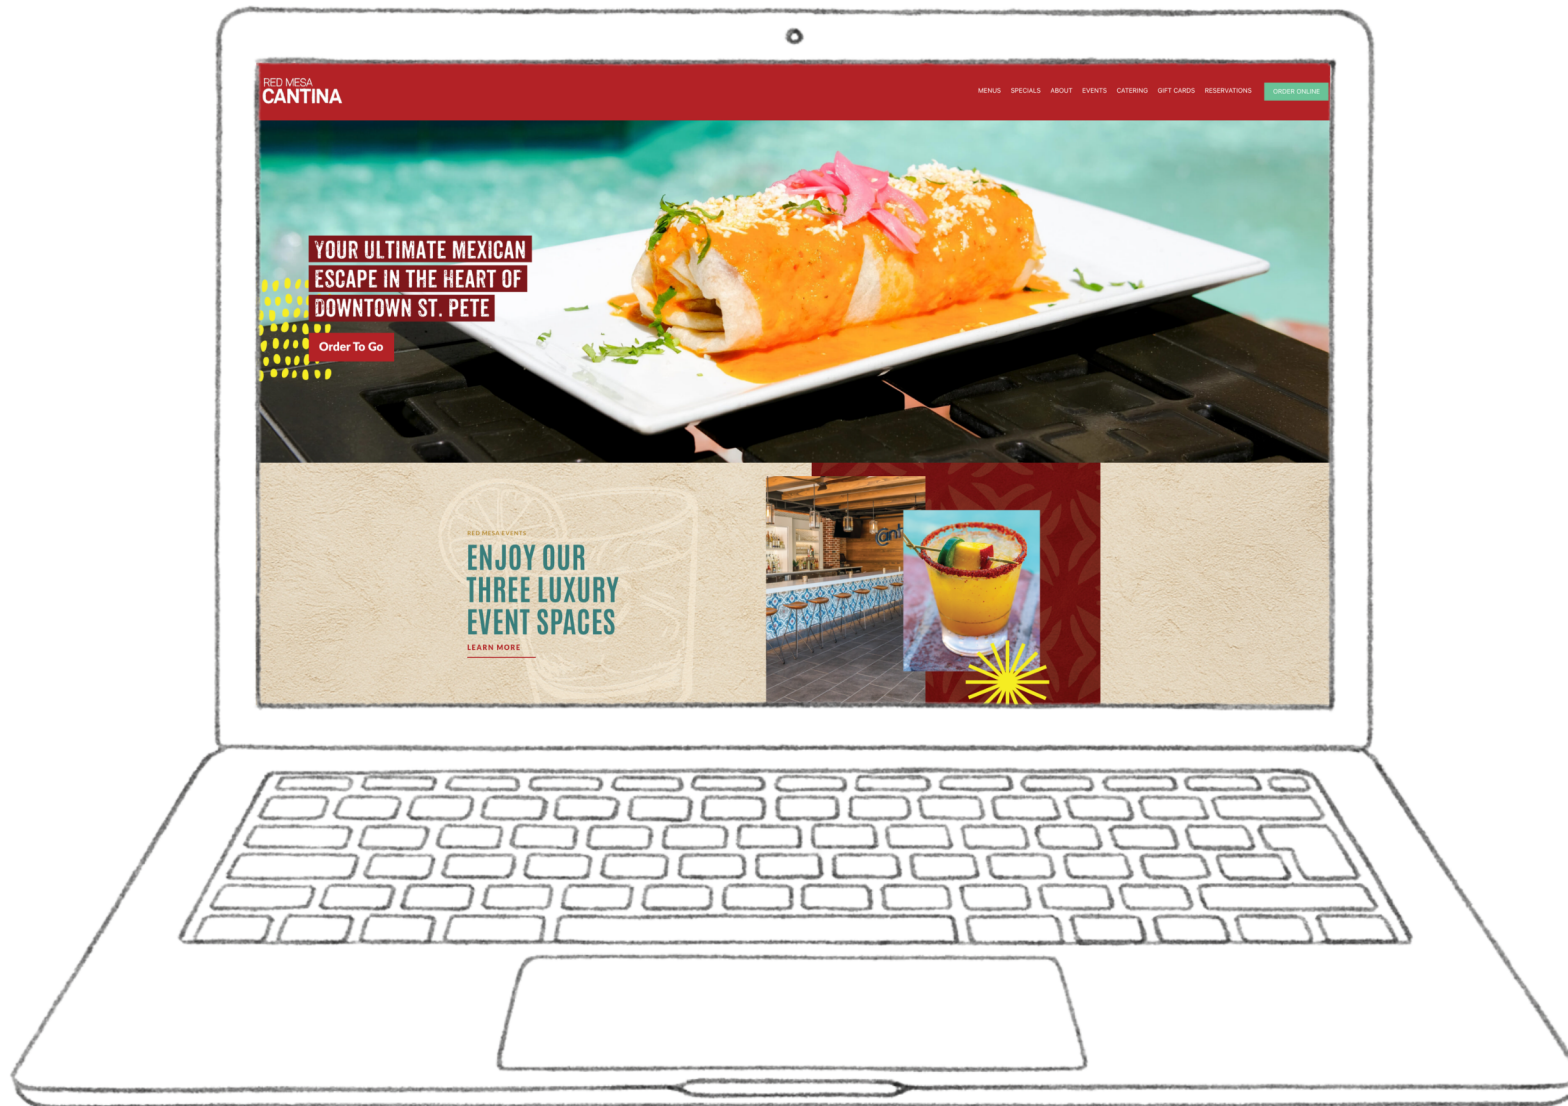 RED MESA
CANTINA
MENUS SPECIALS ABOUT EVENTS CATERING GIFT CARDS RESERVATIONS ORDER ONLINE
YOUR ULTIMATE MEXICAN
ESCAPE IN THE HEART OF
DOWNTOWN ST. PETE
Order To Go
RED MESA EVENTS
ENJOY OUR
THREE LUXURY
EVENT SPACES
LEARN MORE